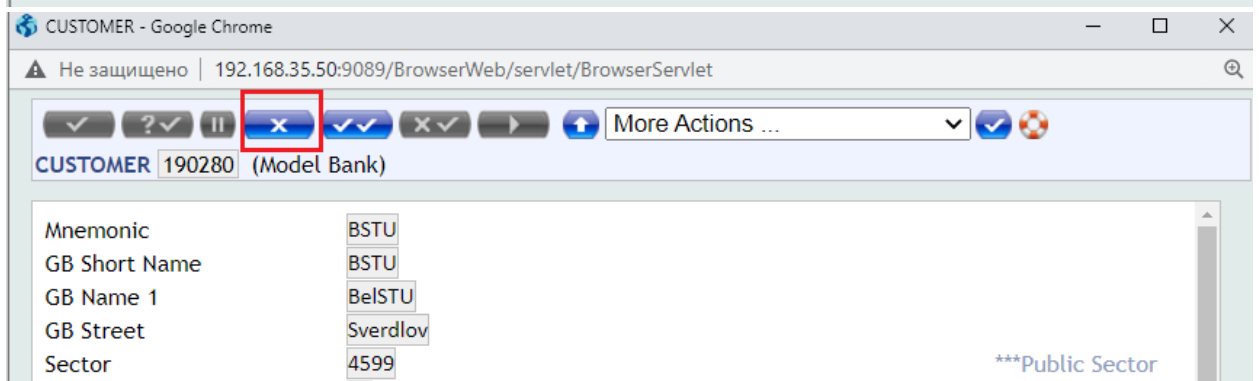 CUSTOMER - Google Chrome
Не защищено | 192.168.35.50:9089/BrowserWeb/servlet/BrowserServlet
More Actions ...
CUSTOMER 190280 (Model Bank)
Mnemonic BSTU
GB Short Name BSTU
GB Name 1 BelSTU
GB Street Sverdlov
Sector 4599 ***Public Sector